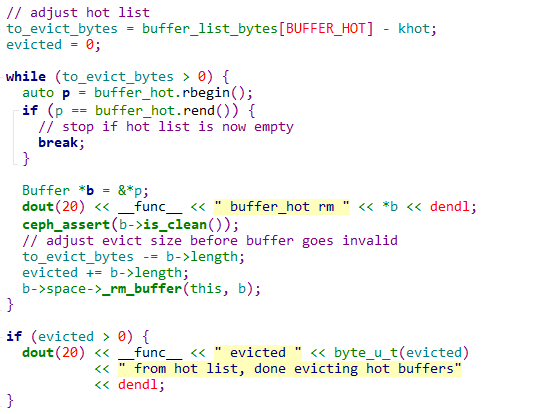 // adjust hot list
to_evict_bytes = buffer_list_bytes[BUFFER_HOT] - khot;
evicted = 0;

while (to_evict_bytes > 0) {
  auto p = buffer_hot.rbegin();
  if (p == buffer_hot.rend()) {
    // stop if hot list is now empty
    break;
  }

  Buffer *b = &*p;
  dout(20) << __func__ << " buffer_hot rm " << *b << dendl;
  ceph_assert(b->is_clean());
  // adjust evict size before buffer goes invalid
  to_evict_bytes -= b->length;
  evicted += b->length;
  b->space->_rm_buffer(this, b);
}

if (evicted > 0) {
  dout(20) << __func__ << " evicted " << byte_u_t(evicted)
           << " from hot list, done evicting hot buffers"
           << dendl;
}